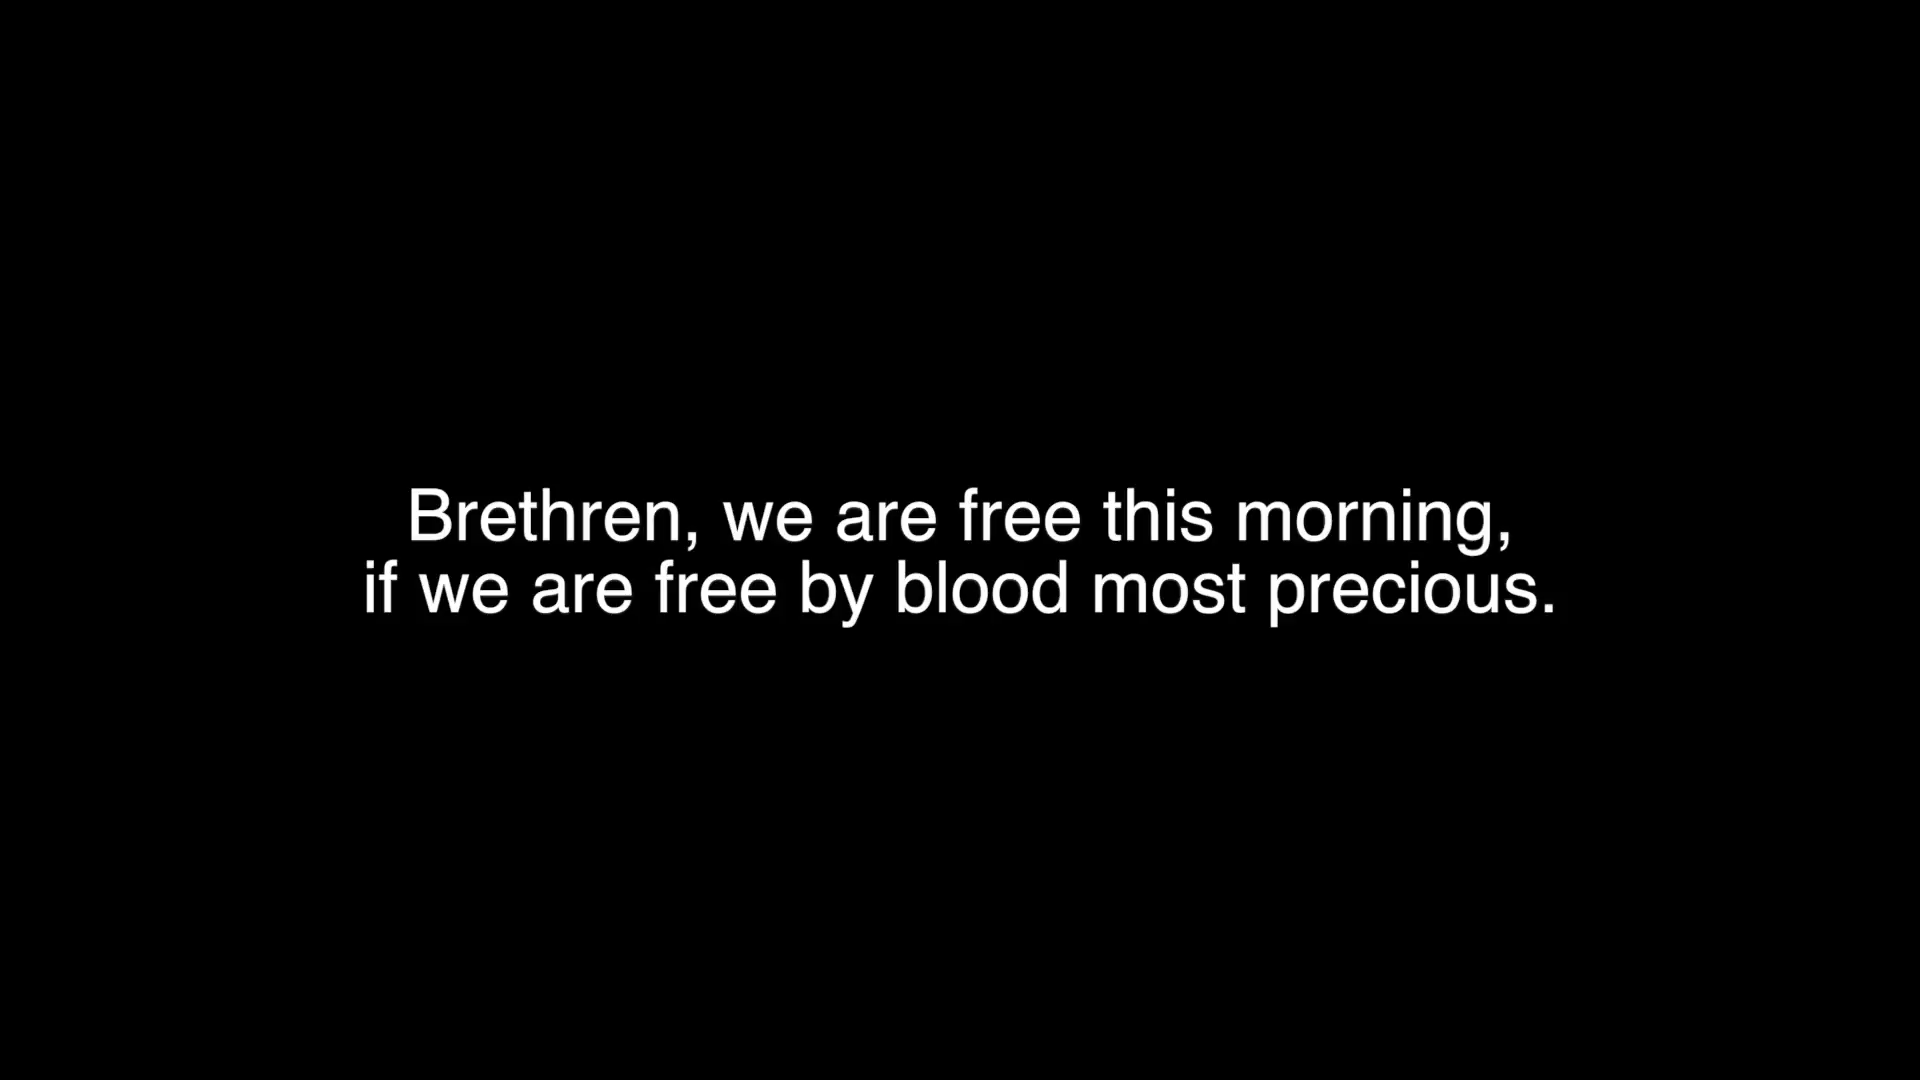 Brethren, we are free this morning,
if we are free by blood most precious.